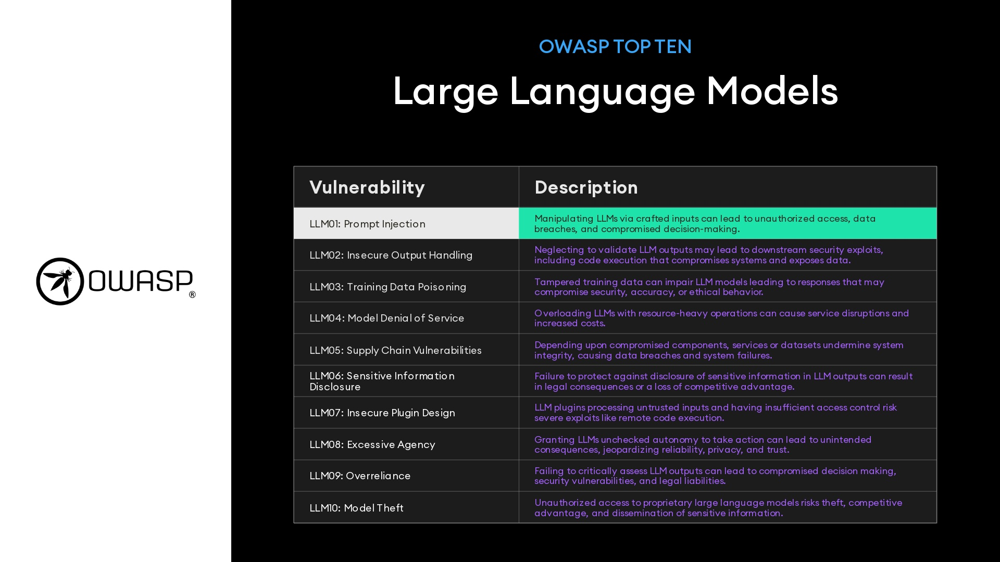 OWASP®
OWASP TOP TEN
Large Language Models
Vulnerability
Description
LLM01: Prompt Injection
Manipulating LLMs via crafted inputs can lead to unauthorized access, data
breaches, and compromised decision-making.
LLM02: Insecure Output Handling
Neglecting to validate LLM outputs may lead to downstream security exploits,
including code execution that compromises systems and exposes data.
LLM03: Training Data Poisoning
Tampered training data can impair LLM models leading to responses that may
compromise security, accuracy, or ethical behavior.
LLM04: Model Denial of Service
Overloading LLMs with resource-heavy operations can cause service disruptions and
increased costs.
LLM05: Supply Chain Vulnerabilities
Depending upon compromised components, services or datasets undermine system
integrity, causing data breaches and system failures.
LLM06: Sensitive Information
Disclosure
Failure to protect against disclosure of sensitive information in LLM outputs can result
in legal consequences or a loss of competitive advantage.
LLM07: Insecure Plugin Design
LLM plugins processing untrusted inputs and having insufficient access control risk
severe exploits like remote code execution.
LLM08: Excessive Agency
Granting LLMs unchecked autonomy to take action can lead to unintended
consequences, jeopardizing reliability, privacy, and trust.
LLM09: Overreliance
Failing to critically assess LLM outputs can lead to compromised decision making,
security vulnerabilities, and legal liabilities.
LLM10: Model Theft
Unauthorized access to proprietary large language models risks theft, competitive
advantage, and dissemination of sensitive information.